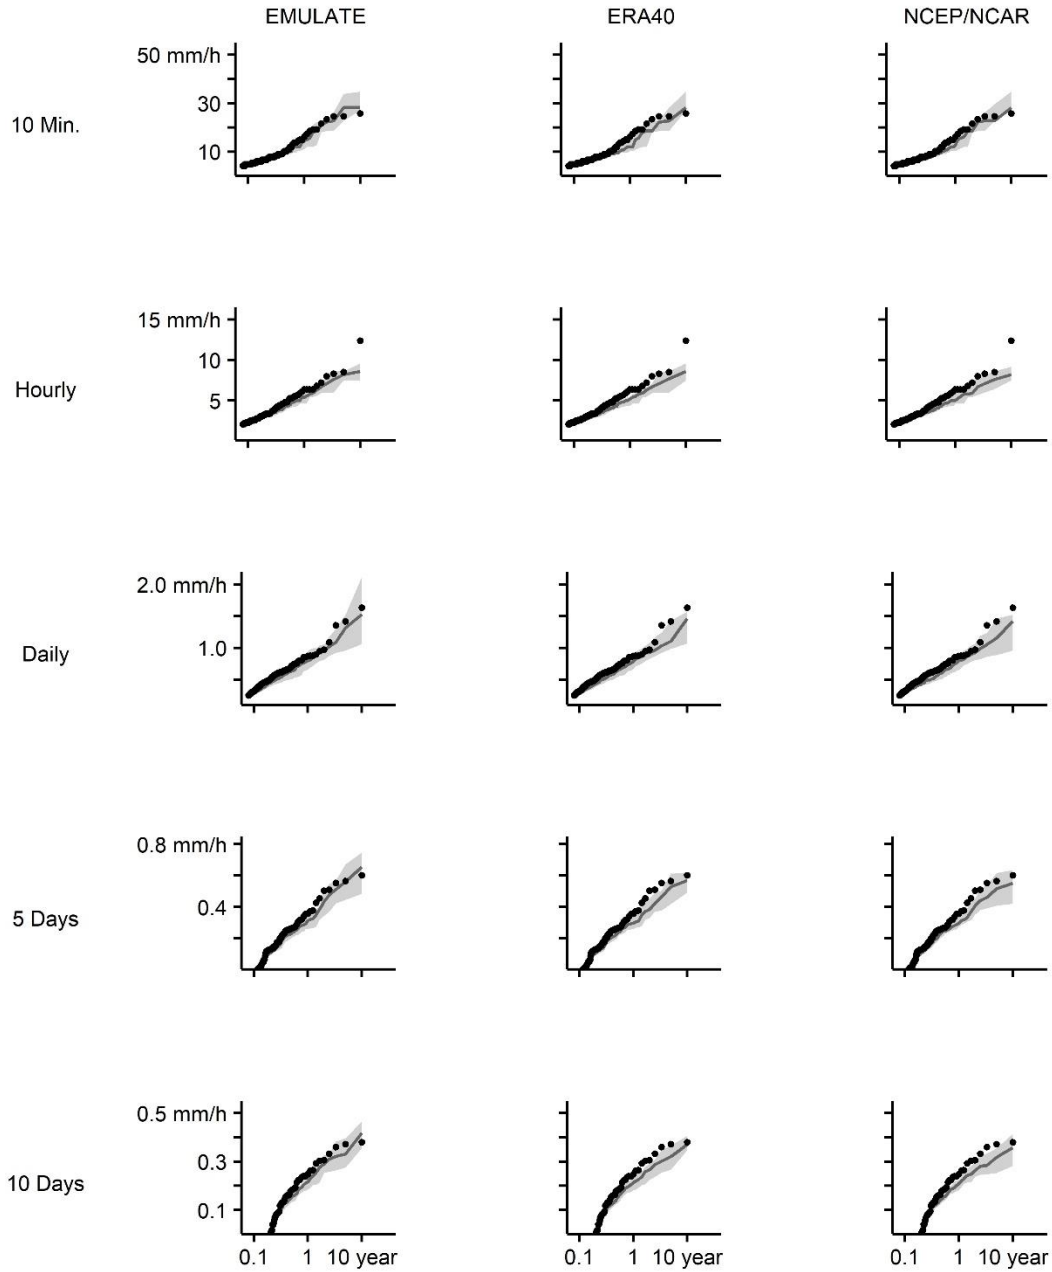 EMULATE ERA40 NCEP/NCAR
50 mm/h
30
10 Min.
10
15 mm/h
10
Hourly
5
2.0 mm/h
Daily
1.0
0.8 mm/h
5 Days
0.4
0.5 mm/h
0.3
10 Days
0.1
0.1 1 10 year 0.1 1 10 year 0.1 1 10 year